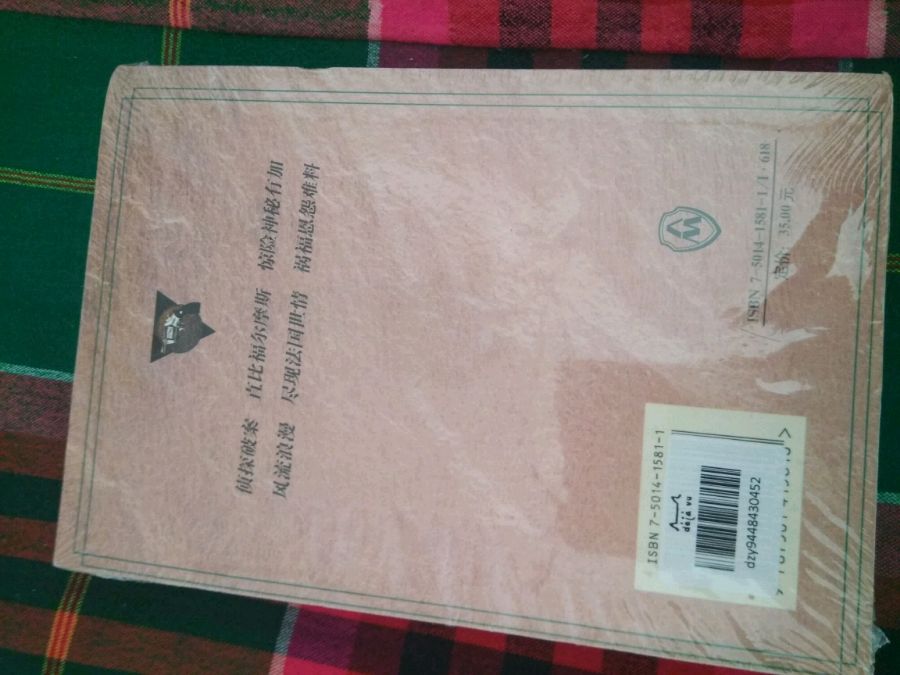 侦探破案 直比福尔摩斯 惊险神秘有加
风流浪漫 尽现法国世情 祸福恩怨难料
ISBN 7-5014-1581-1/I·618
定价：35.00元
ISBN 7-5014-1581-1
déjà vu
dzy9448430452